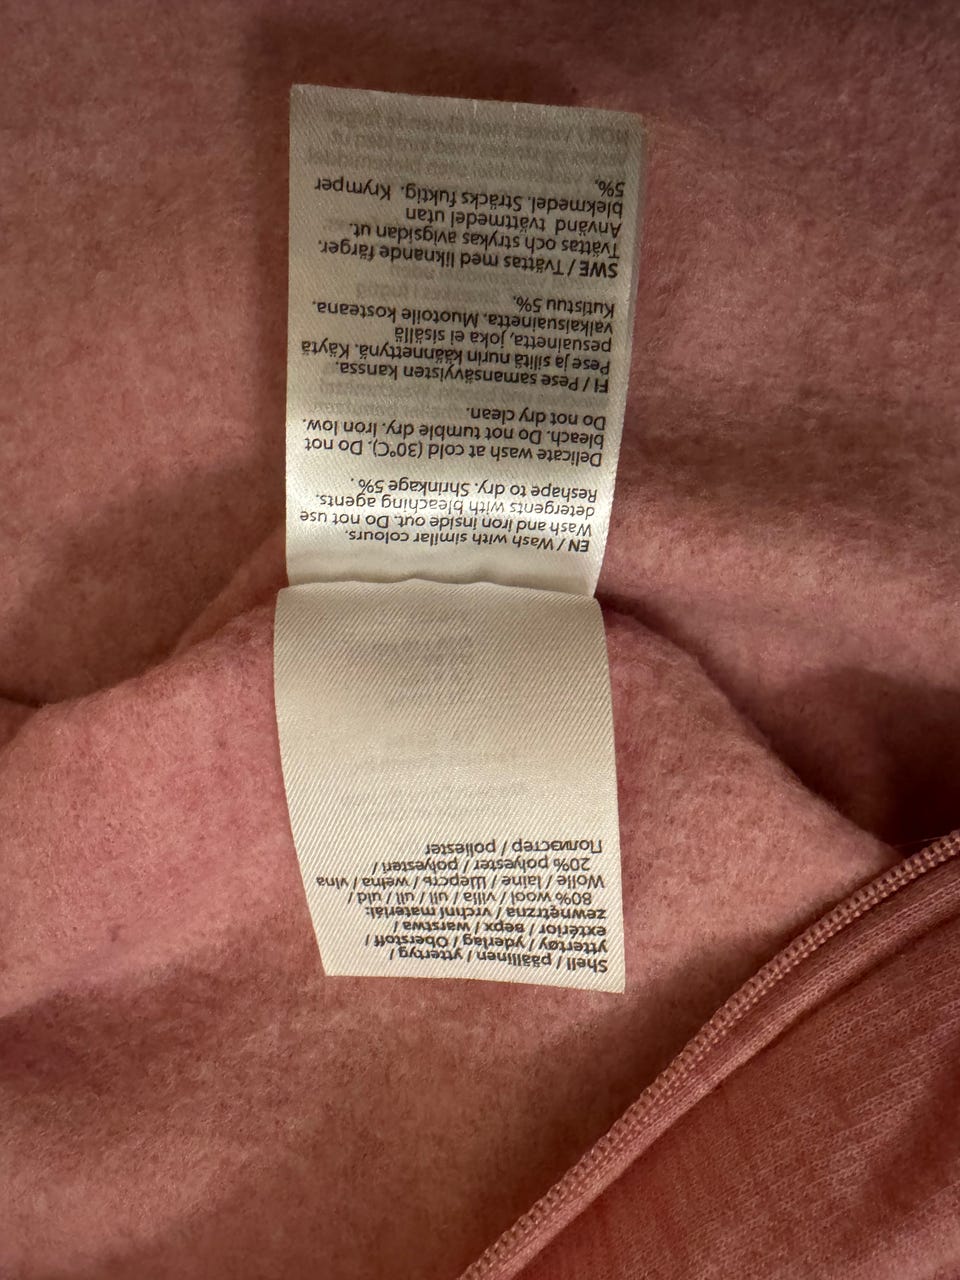 Shell / päällinen / yttertyg /
yttertøy / yderlag / Oberstoff /
extérior / верх / warstwa
zewnętrzna / vrchní materiál:
80% wool / villa / ull / ull / uld /
Wolle / laine / Шерсть / wełna / vlna
20% polyester / polyesteri /
Полиэстер / poliester
EN / Wash with similar colours.
Wash and iron inside out. Do not use
detergents with bleaching agents.
Reshape to dry. Shrinkage 5% .
Delicate wash at cold (30°C). Do not
bleach. Do not tumble dry. Iron low.
Do not dry clean.
FI / Pese samansävyisten kanssa.
Pese ja silitä nurin käännettynä. Käytä
pesuainetta, joka ei sisällä
valkaisuainetta. Muotoile kosteana.
Kutistuu 5%.
SWE / Tvättas med liknande färger.
Tvättas och strykas avigsidan ut.
Använd tvättmedel utan
blekmedel. Sträcks fuktig. Krymper
5%.